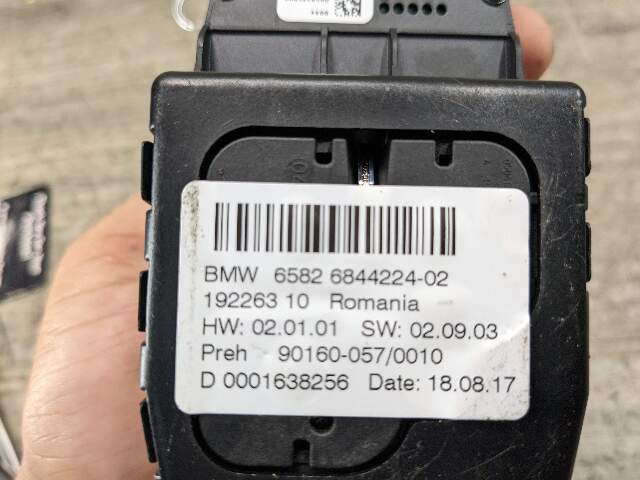 BMW 6582 6844224-02
192263 10 Romania
HW: 02.01.01 SW: 02.09.03
Preh 90160-057/0010
D 0001638256 Date: 18.08.17